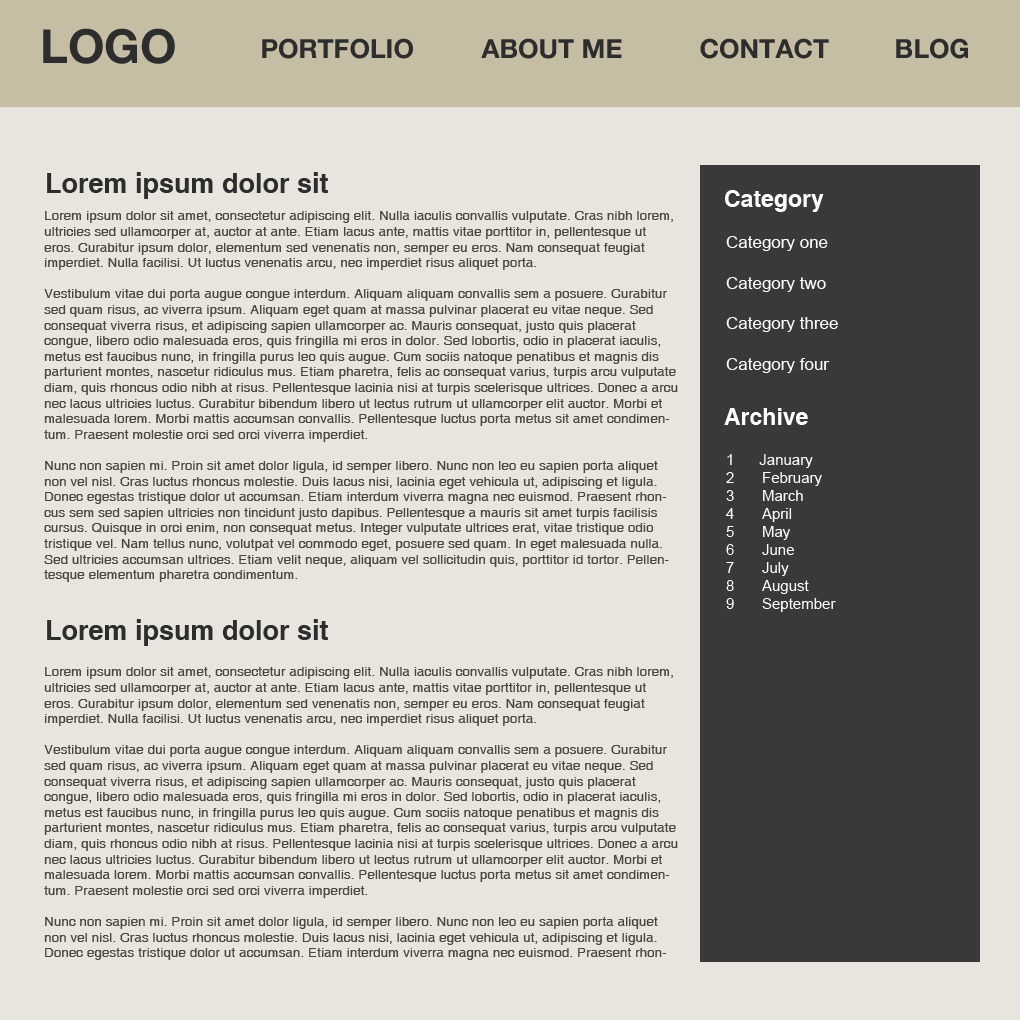 LOGO PORTFOLIO ABOUT ME CONTACT BLOG
Lorem ipsum dolor sit
Lorem ipsum dolor sit amet, consectetur adipiscing elit. Nulla iaculis convallis vulputate. Cras nibh lorem,
ultricies sed ullamcorper at, auctor at ante. Etiam lacus ante, mattis vitae porttitor in, pellentesque ut
eros. Curabitur ipsum dolor, elementum sed venenatis non, semper eu eros. Nam consequat feugiat
imperdiet. Nulla facilisi. Ut luctus venenatis arcu, nec imperdiet risus aliquet porta.
Vestibulum vitae dui porta augue congue interdum. Aliquam aliquam convallis sem a posuere. Curabitur
sed quam risus, ac viverra ipsum. Aliquam eget quam at massa pulvinar placerat eu vitae neque. Sed
consequat viverra risus, et adipiscing sapien ullamcorper ac. Mauris consequat, justo quis placerat
congue, libero odio malesuada eros, quis fringilla mi eros in dolor. Sed lobortis, odio in placerat iaculis,
metus est faucibus nunc, in fringilla purus leo quis augue. Cum sociis natoque penatibus et magnis dis
parturient montes, nascetur ridiculus mus. Etiam pharetra, felis ac consequat varius, turpis arcu vulputate
diam, quis rhoncus odio nibh at risus. Pellentesque lacinia nisi at turpis scelerisque ultrices. Donec a arcu
nec lacus ultricies luctus. Curabitur bibendum libero ut lectus rutrum ut ullamcorper elit auctor. Morbi et
malesuada lorem. Morbi mattis accumsan convallis. Pellentesque luctus porta metus sit amet condimen-
tum. Praesent molestie orci sed orci viverra imperdiet.
Nunc non sapien mi. Proin sit amet dolor ligula, id semper libero. Nunc non leo eu sapien porta aliquet
non vel nisl. Cras luctus rhoncus molestie. Duis lacus nisi, lacinia eget vehicula ut, adipiscing et ligula.
Donec egestas tristique dolor ut accumsan. Etiam interdum viverra magna nec euismod. Praesent rhon-
cus sem sed sapien ultricies non tincidunt justo dapibus. Pellentesque a mauris sit amet turpis facilisis
cursus. Quisque in orci enim, non consequat metus. Integer vulputate ultrices erat, vitae tristique odio
tristique vel. Nam tellus nunc, volutpat vel commodo eget, posuere sed quam. In eget malesuada nulla.
Sed ultricies accumsan ultrices. Etiam velit neque, aliquam vel sollicitudin quis, porttitor id tortor. Pellen-
tesque elementum pharetra condimentum.
Lorem ipsum dolor sit
Lorem ipsum dolor sit amet, consectetur adipiscing elit. Nulla iaculis convallis vulputate. Cras nibh lorem,
ultricies sed ullamcorper at, auctor at ante. Etiam lacus ante, mattis vitae porttitor in, pellentesque ut
eros. Curabitur ipsum dolor, elementum sed venenatis non, semper eu eros. Nam consequat feugiat
imperdiet. Nulla facilisi. Ut luctus venenatis arcu, nec imperdiet risus aliquet porta.
Vestibulum vitae dui porta augue congue interdum. Aliquam aliquam convallis sem a posuere. Curabitur
sed quam risus, ac viverra ipsum. Aliquam eget quam at massa pulvinar placerat eu vitae neque. Sed
consequat viverra risus, et adipiscing sapien ullamcorper ac. Mauris consequat, justo quis placerat
congue, libero odio malesuada eros, quis fringilla mi eros in dolor. Sed lobortis, odio in placerat iaculis,
metus est faucibus nunc, in fringilla purus leo quis augue. Cum sociis natoque penatibus et magnis dis
parturient montes, nascetur ridiculus mus. Etiam pharetra, felis ac consequat varius, turpis arcu vulputate
diam, quis rhoncus odio nibh at risus. Pellentesque lacinia nisi at turpis scelerisque ultrices. Donec a arcu
nec lacus ultricies luctus. Curabitur bibendum libero ut lectus rutrum ut ullamcorper elit auctor. Morbi et
malesuada lorem. Morbi mattis accumsan convallis. Pellentesque luctus porta metus sit amet condimen-
tum. Praesent molestie orci sed orci viverra imperdiet.
Nunc non sapien mi. Proin sit amet dolor ligula, id semper libero. Nunc non leo eu sapien porta aliquet
non vel nisl. Cras luctus rhoncus molestie. Duis lacus nisi, lacinia eget vehicula ut, adipiscing et ligula.
Donec egestas tristique dolor ut accumsan. Etiam interdum viverra magna nec euismod. Praesent rhon-
Category
Category one
Category two
Category three
Category four
Archive
1 January
2 February
3 March
4 April
5 May
6 June
7 July
8 August
9 September